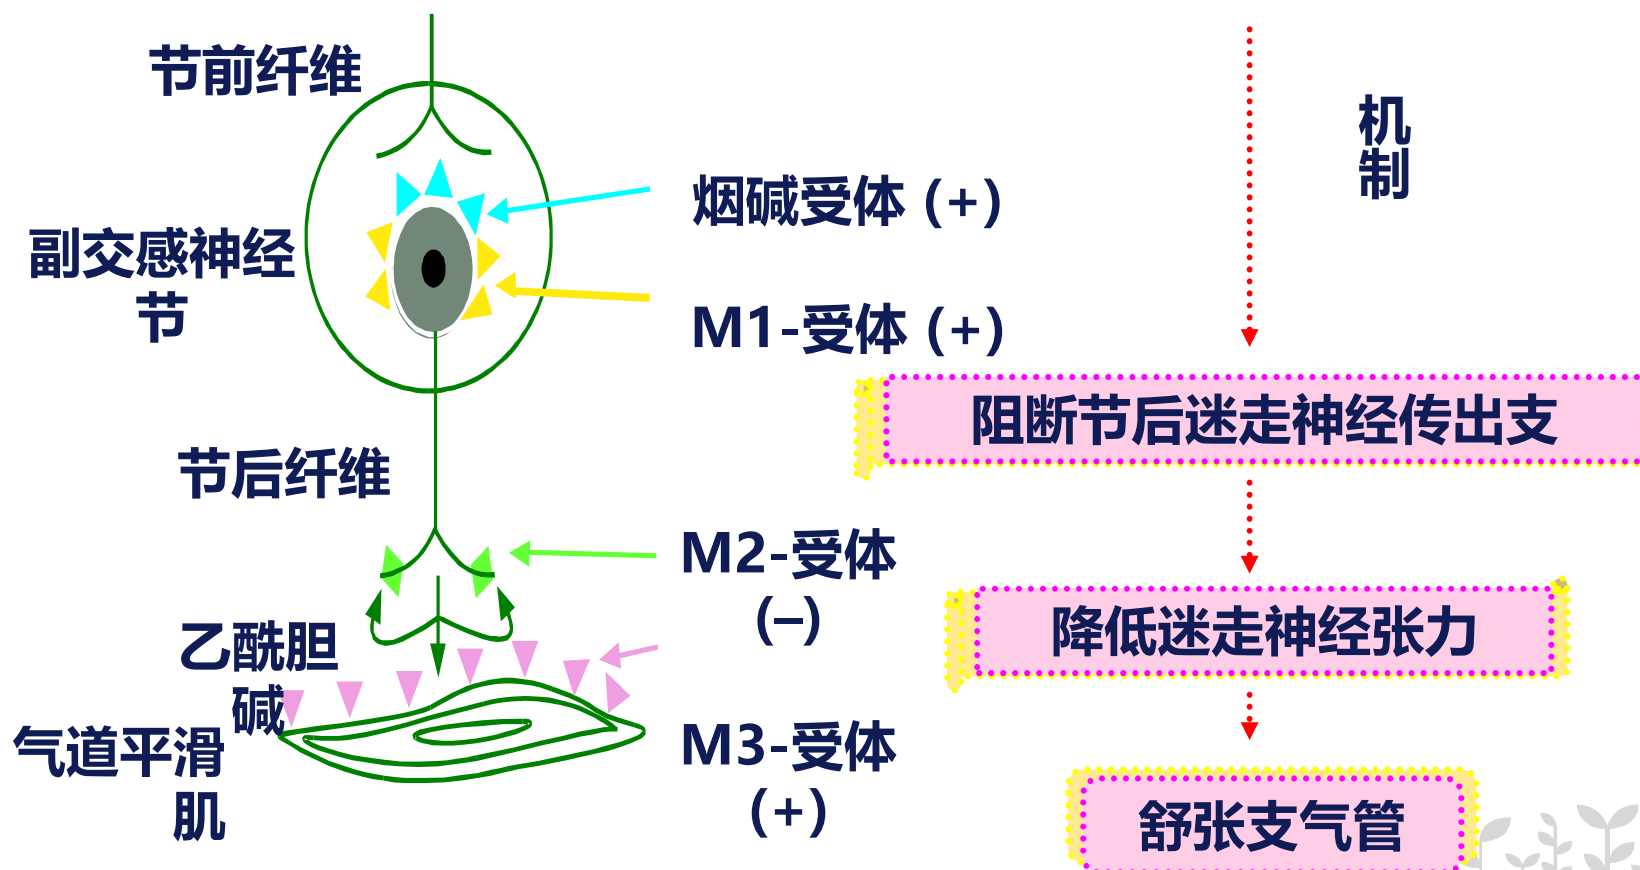 节前纤维
机
制
烟碱受体 (+)
副交感神经
节
M1-受体 (+)
阻断节后迷走神经传出支
节后纤维
M2-受体
(–)
降低迷走神经张力
乙酰胆
碱
气道平滑
肌
M3-受体
(+)
舒张支气管